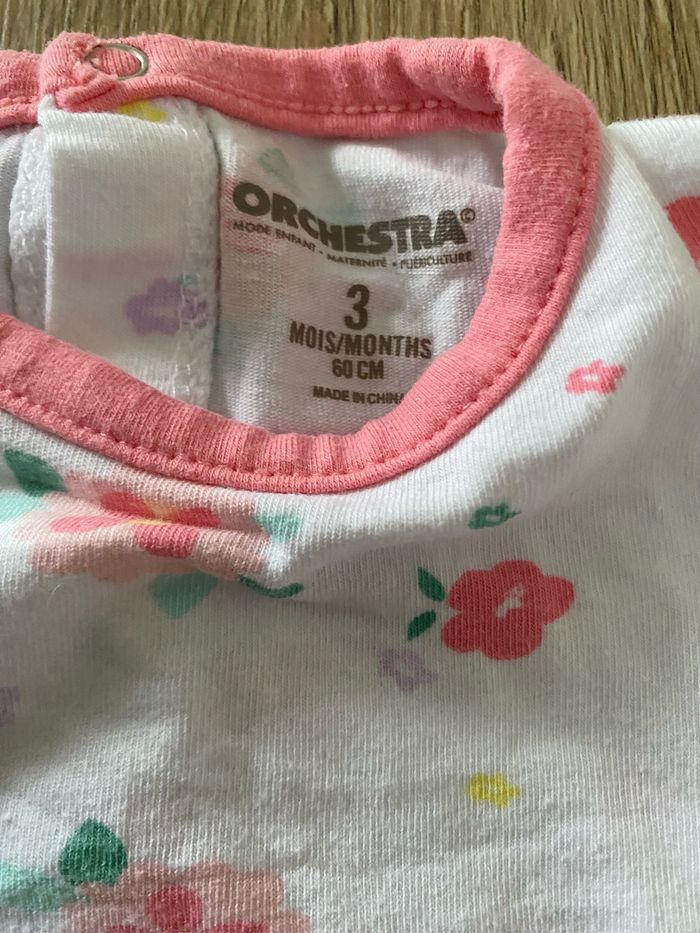 ORCHESTRA®
MODE ENFANT • MATERNITÉ • PUÉRICULTURE
3
MOIS/MONTHS
60 CM
MADE IN CHINA